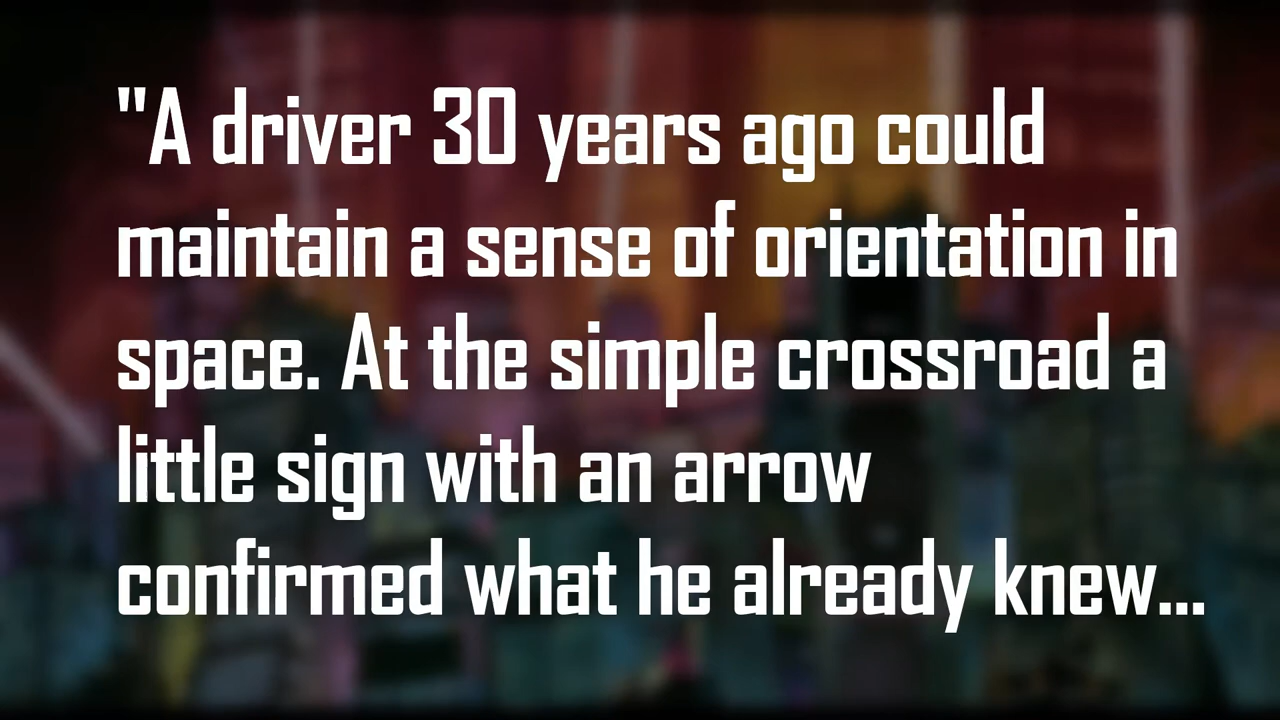 "A driver 30 years ago could
maintain a sense of orientation in
space. At the simple crossroad a
little sign with an arrow
confirmed what he already knew...